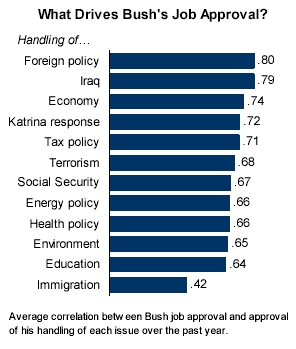 What Drives Bush's Job Approval?
Handling of…
Foreign policy .80
Iraq .79
Economy .74
Katrina response .72
Tax policy .71
Terrorism .68
Social Security .67
Energy policy .66
Health policy .66
Environment .65
Education .64
Immigration .42
Average correlation between Bush job approval and approval
of his handling of each issue over the past year.